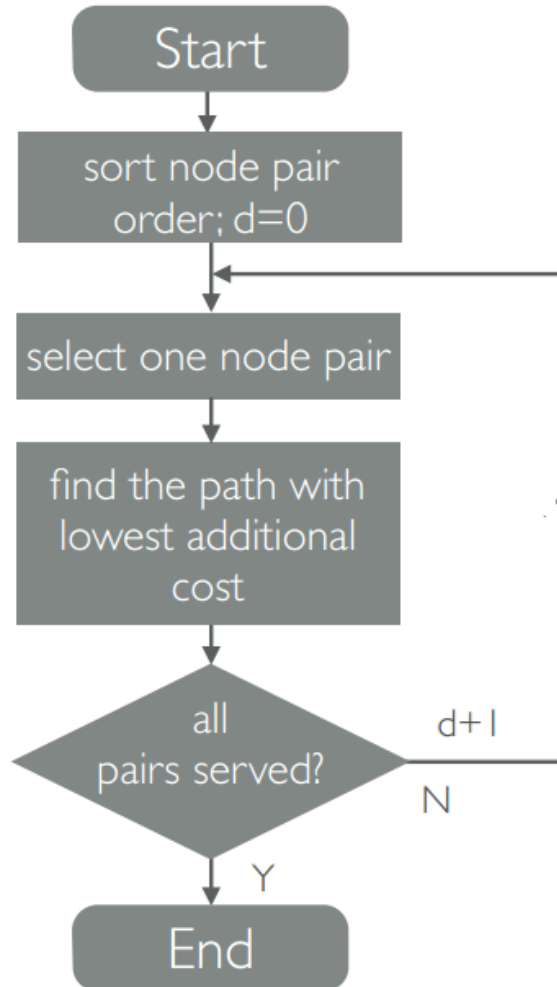 Start
sort node pair
order; d=0
select one node pair
find the path with
lowest additional
cost
all
pairs served?
d+1
N
Y
End